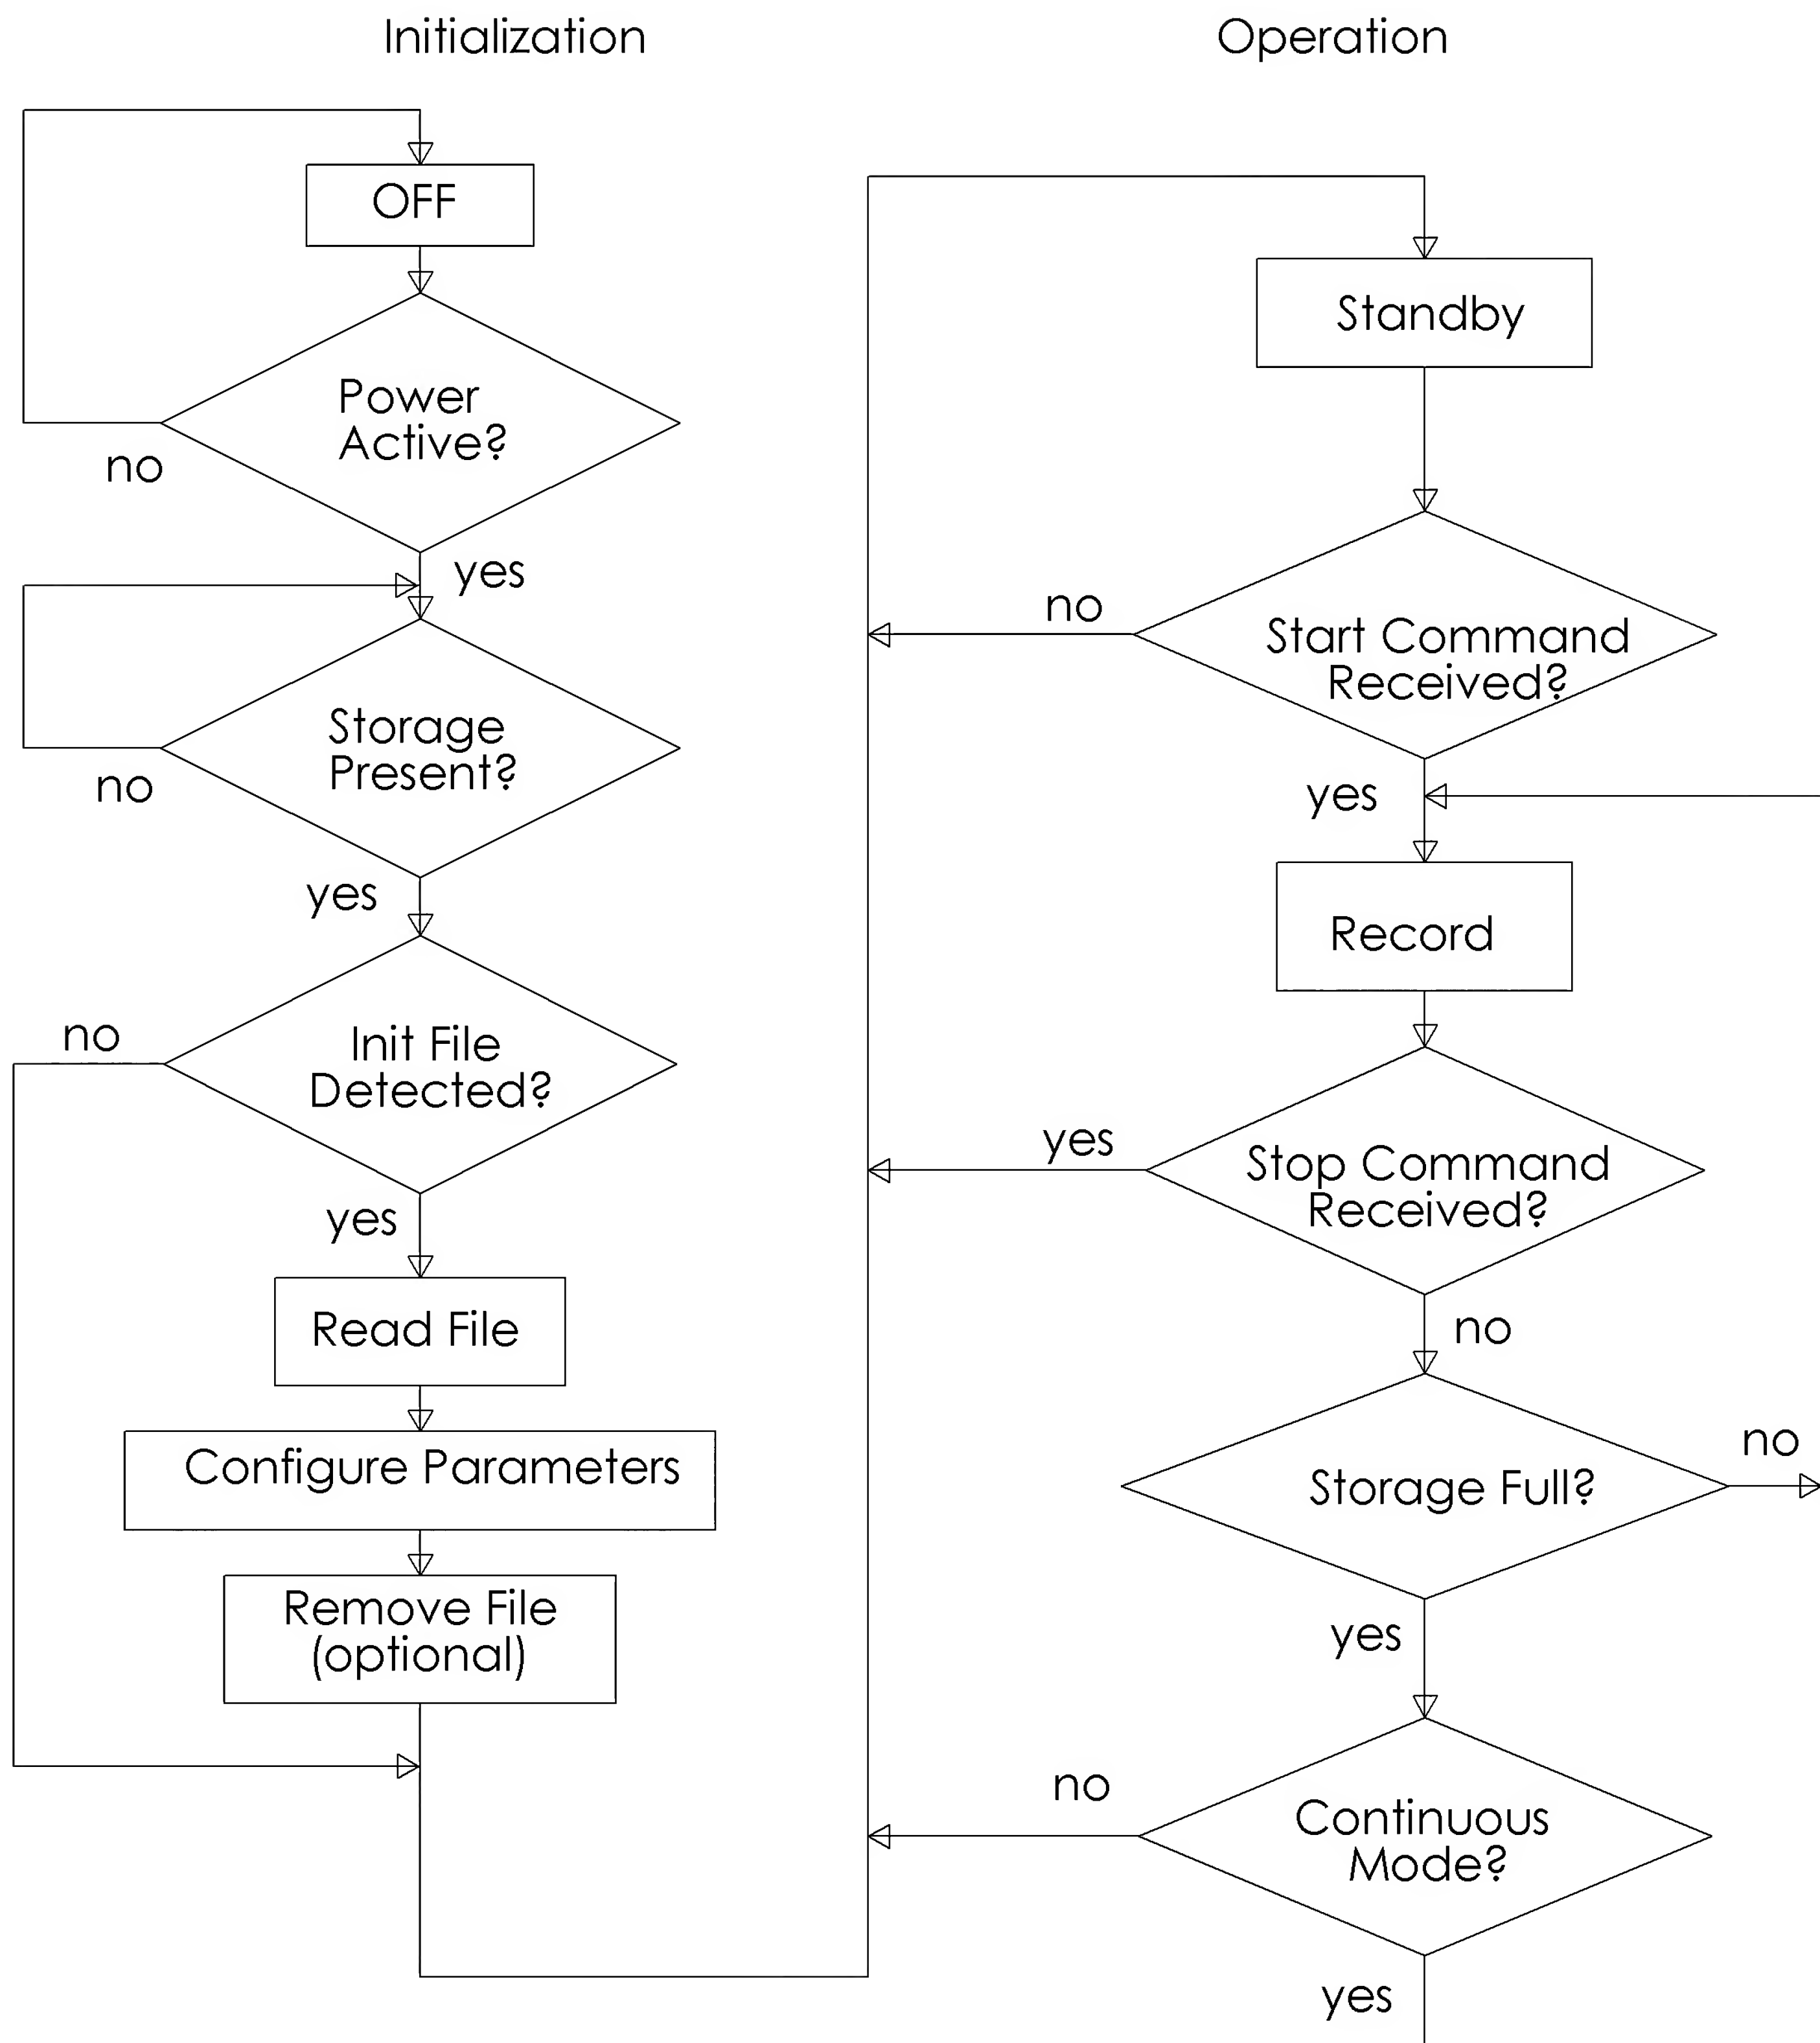 Initialization
OFF
Power
Active?
no
yes
Storage
Present?
no
yes
no
Init File
Detected?
yes
Read File
Configure Parameters
Remove File
(optional)
Operation
Standby
no
Start Command
Received?
yes
Record
yes
Stop Command
Received?
no
no
Storage Full?
yes
no
Continuous
Mode?
yes